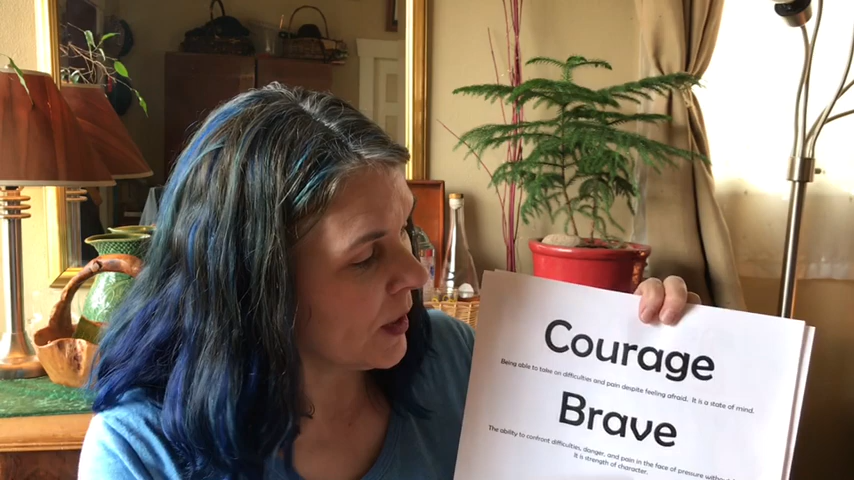 Courage
Being able to take on difficulties and pain despite feeling afraid. It is a state of mind.
Brave
The ability to confront difficulties, danger, and pain in the face of pressure without
It is strength of character.